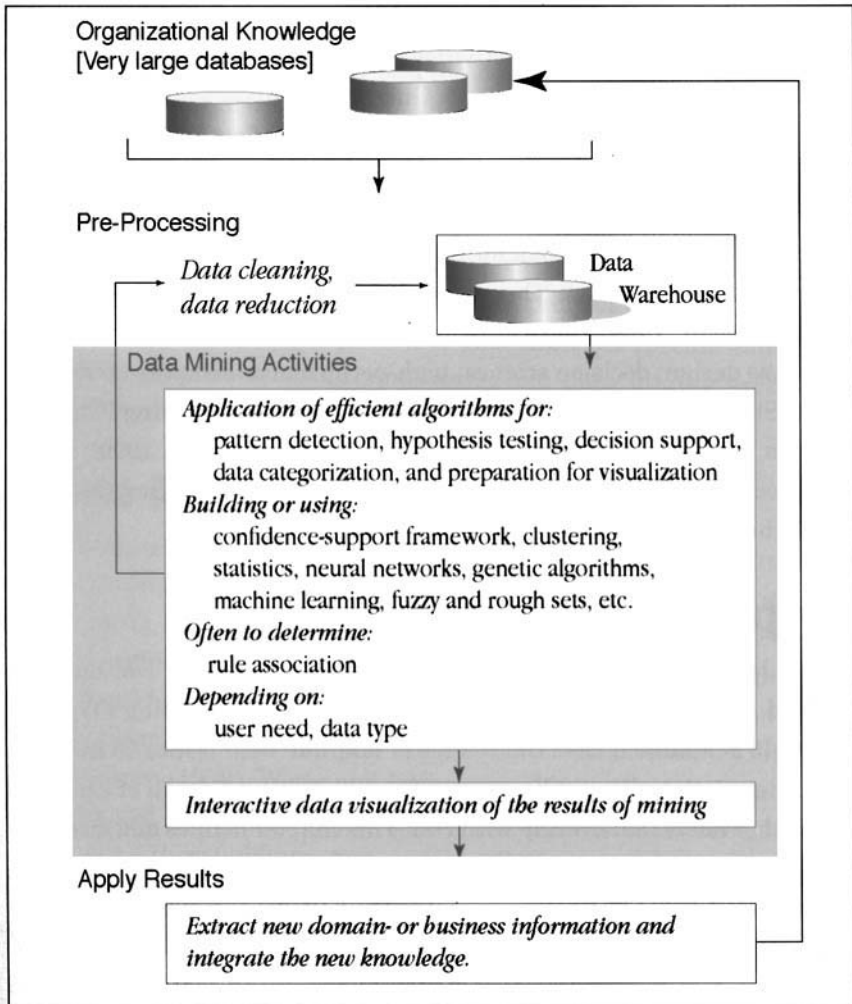 Organizational Knowledge
[Very large databases]
Pre-Processing
Data cleaning,
data reduction
Data
Warehouse
Data Mining Activities
Application of efficient algorithms for:
pattern detection, hypothesis testing, decision support,
data categorization, and preparation for visualization
Building or using:
confidence-support framework, clustering,
statistics, neural networks, genetic algorithms,
machine learning, fuzzy and rough sets, etc.
Often to determine:
rule association
Depending on:
user need, data type
Interactive data visualization of the results of mining
Apply Results
Extract new domain- or business information and
integrate the new knowledge.